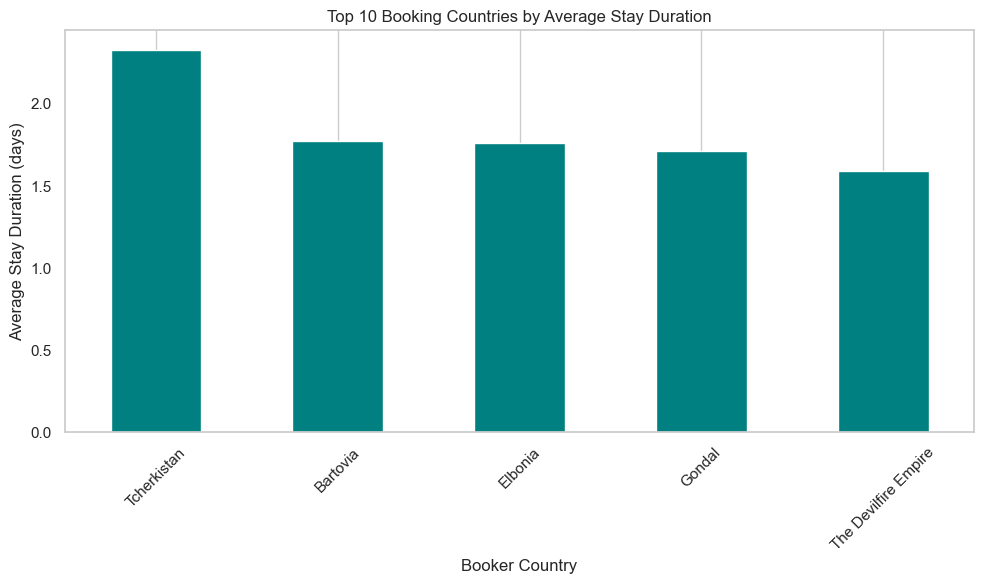 Top 10 Booking Countries by Average Stay Duration
Average Stay Duration (days)
2.0
1.5
1.0
0.5
0.0
Tcherkistan
Bartovia
Elbonia
Gondal
The Devilfire Empire
Booker Country